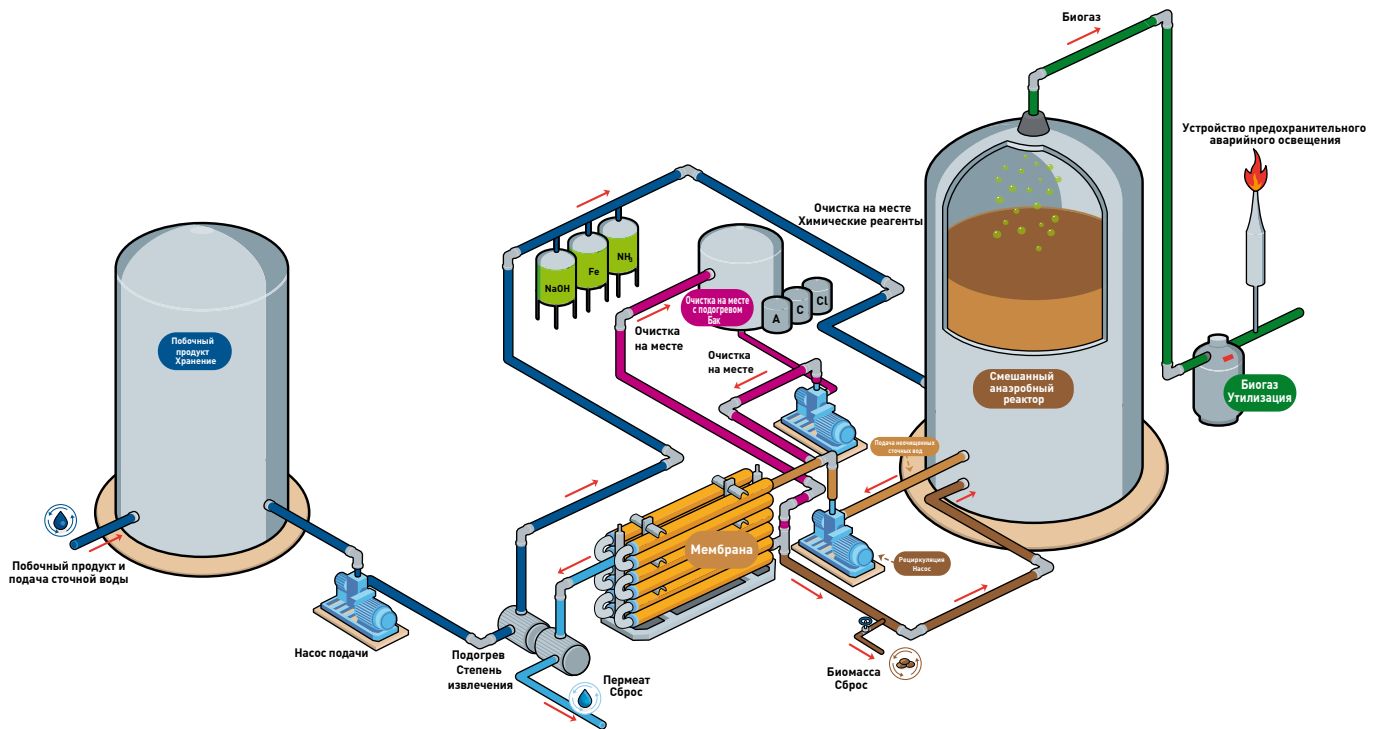 Биогаз
Устройство предохранительного
аварийного освещения
Очистка на месте
Химические реагенты
NH₃
Fe
NaOH
Очистка на месте
с подогревом
Бак
A
C
Cl
Очистка
на месте
Очистка
на месте
Побочный
продукт
Хранение
Смешанный
анаэробный
реактор
Биогаз
Утилизация
Подача неочищенных
сточных вод
Мембрана
Рециркуляция
Насос
Побочный продукт и
подача сточной воды
Насос подачи
Подогрев
Степень
извлечения
Пермеат
Сброс
Биомасса
Сброс